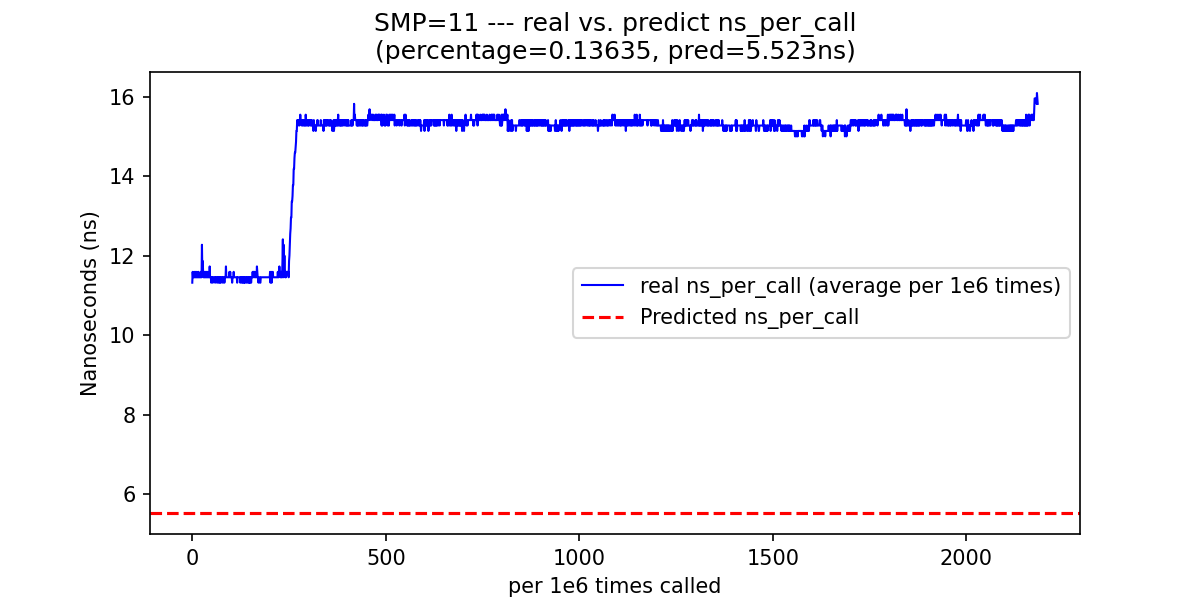 SMP=11 --- real vs. predict ns_per_call
(percentage=0.13635, pred=5.523ns)
16
14
12
10
8
6
Nanoseconds (ns)
real ns_per_call (average per 1e6 times)
Predicted ns_per_call
0
500
1000
1500
2000
per 1e6 times called